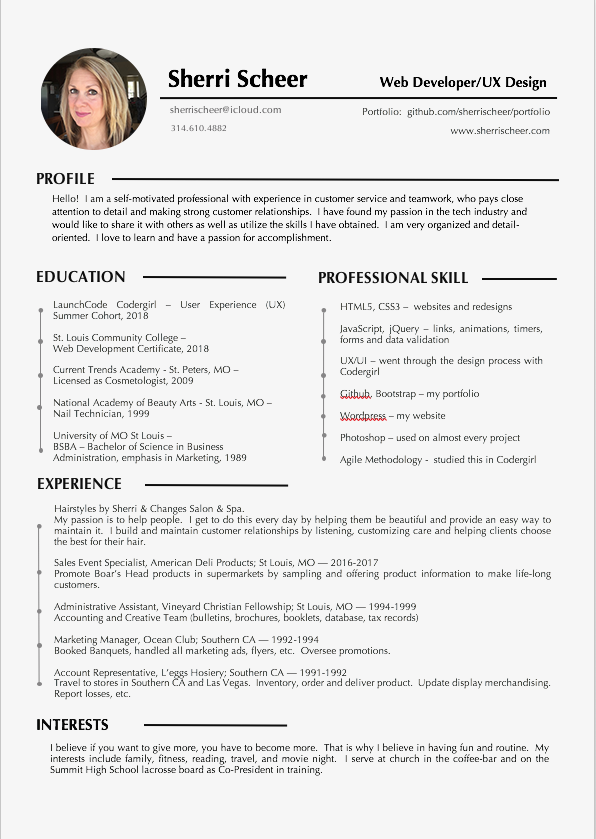 Sherri Scheer
Web Developer/UX Design
sherrischeer@icloud.com
314.610.4882
Portfolio: github.com/sherrischeer/portfolio
www.sherrischeer.com
PROFILE
Hello! I am a self-motivated professional with experience in customer service and teamwork, who pays close
attention to detail and making strong customer relationships. I have found my passion in the tech industry and
would like to share it with others as well as utilize the skills I have obtained. I am very organized and detail-
oriented. I love to learn and have a passion for accomplishment.
EDUCATION
LaunchCode Codergirl – User Experience (UX)
Summer Cohort, 2018
St. Louis Community College –
Web Development Certificate, 2018
Current Trends Academy - St. Peters, MO –
Licensed as Cosmetologist, 2009
National Academy of Beauty Arts - St. Louis, MO –
Nail Technician, 1999
University of MO St Louis –
BSBA – Bachelor of Science in Business
Administration, emphasis in Marketing, 1989
PROFESSIONAL SKILL
HTML5, CSS3 – websites and redesigns
JavaScript, jQuery – links, animations, timers,
forms and data validation
UX/UI – went through the design process with
Codergirl
Github, Bootstrap – my portfolio
Wordpress – my website
Photoshop – used on almost every project
Agile Methodology - studied this in Codergirl
EXPERIENCE
Hairstyles by Sherri & Changes Salon & Spa.
My passion is to help people. I get to do this every day by helping them be beautiful and provide an easy way to
maintain it. I build and maintain customer relationships by listening, customizing care and helping clients choose
the best for their hair.
Sales Event Specialist, American Deli Products; St Louis, MO — 2016-2017
Promote Boar's Head products in supermarkets by sampling and offering product information to make life-long
customers.
Administrative Assistant, Vineyard Christian Fellowship; St Louis, MO — 1994-1999
Accounting and Creative Team (bulletins, brochures, booklets, database, tax records)
Marketing Manager, Ocean Club; Southern CA — 1992-1994
Booked Banquets, handled all marketing ads, flyers, etc. Oversee promotions.
Account Representative, L'eggs Hosiery; Southern CA — 1991-1992
Travel to stores in Southern CA and Las Vegas. Inventory, order and deliver product. Update display merchandising.
Report losses, etc.
INTERESTS
I believe if you want to give more, you have to become more. That is why I believe in having fun and routine. My
interests include family, fitness, reading, travel, and movie night. I serve at church in the coffee-bar and on the
Summit High School lacrosse board as Co-President in training.